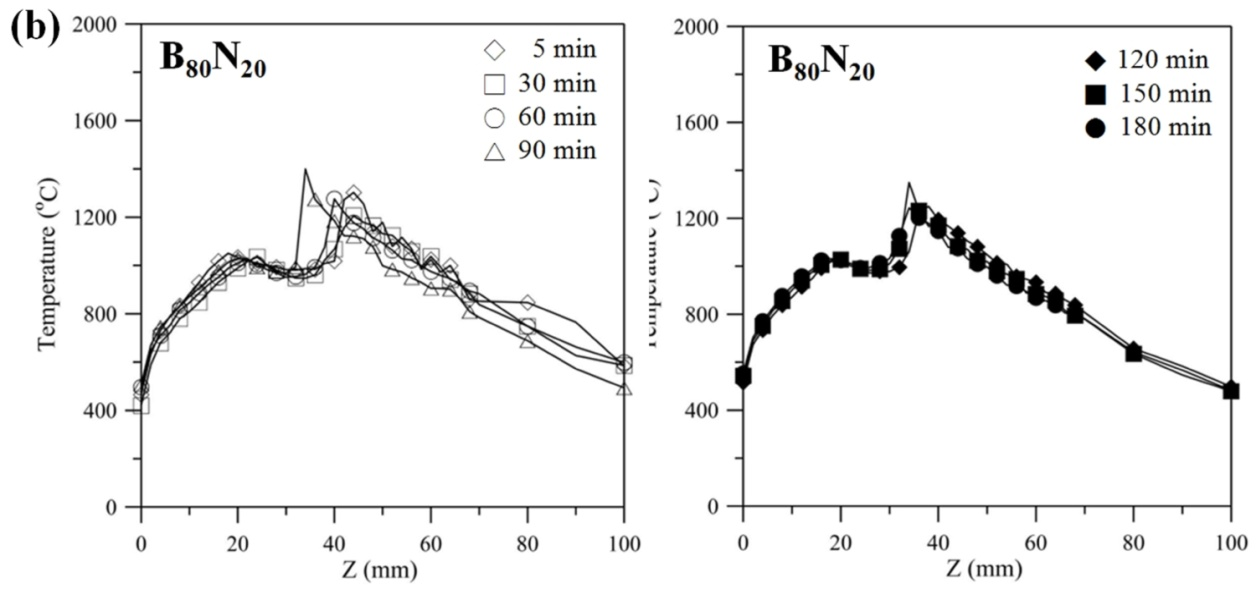 (b)
B80N20
5 min
30 min
60 min
90 min
2000
1600
1200
800
400
0
Temperature (°C)
0 20 40 60 80 100
Z (mm)
B80N20
120 min
150 min
180 min
2000
1600
1200
800
400
0
0 20 40 60 80 100
Z (mm)